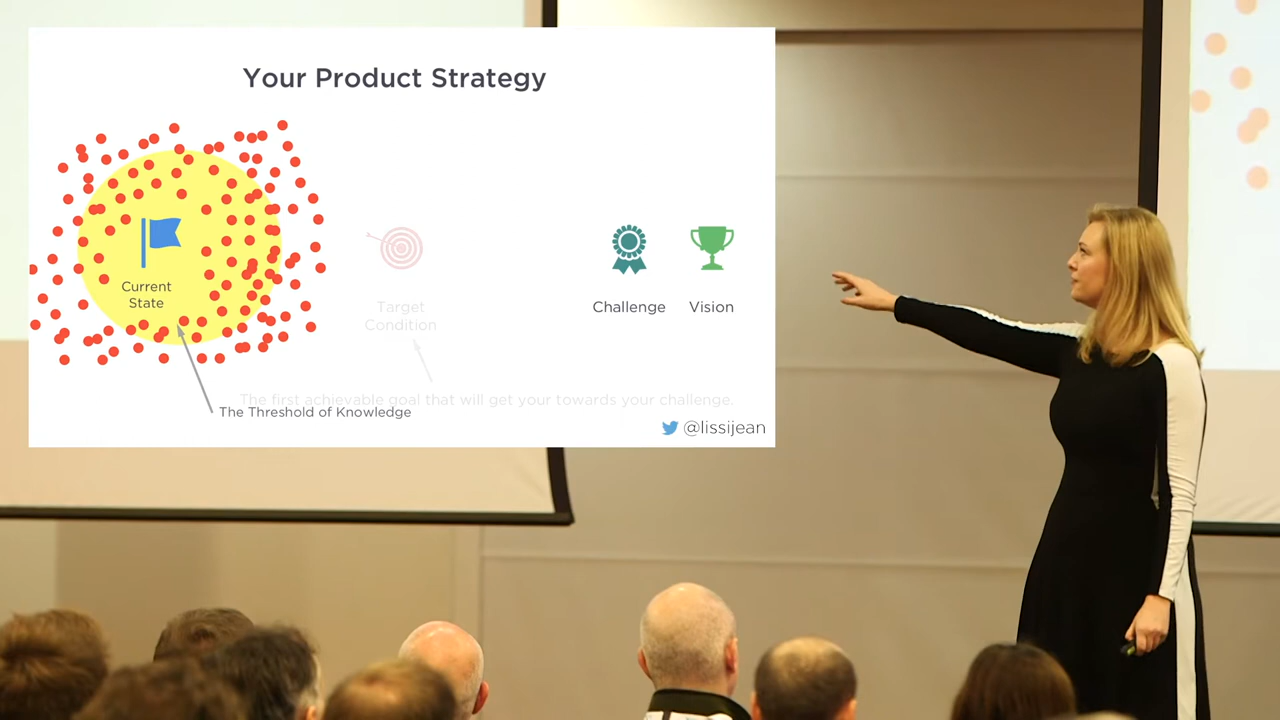 Your Product Strategy
Current
State
Target
Condition
Challenge
Vision
The first achievable goal that will get your towards your challenge.
The Threshold of Knowledge
@lissijean